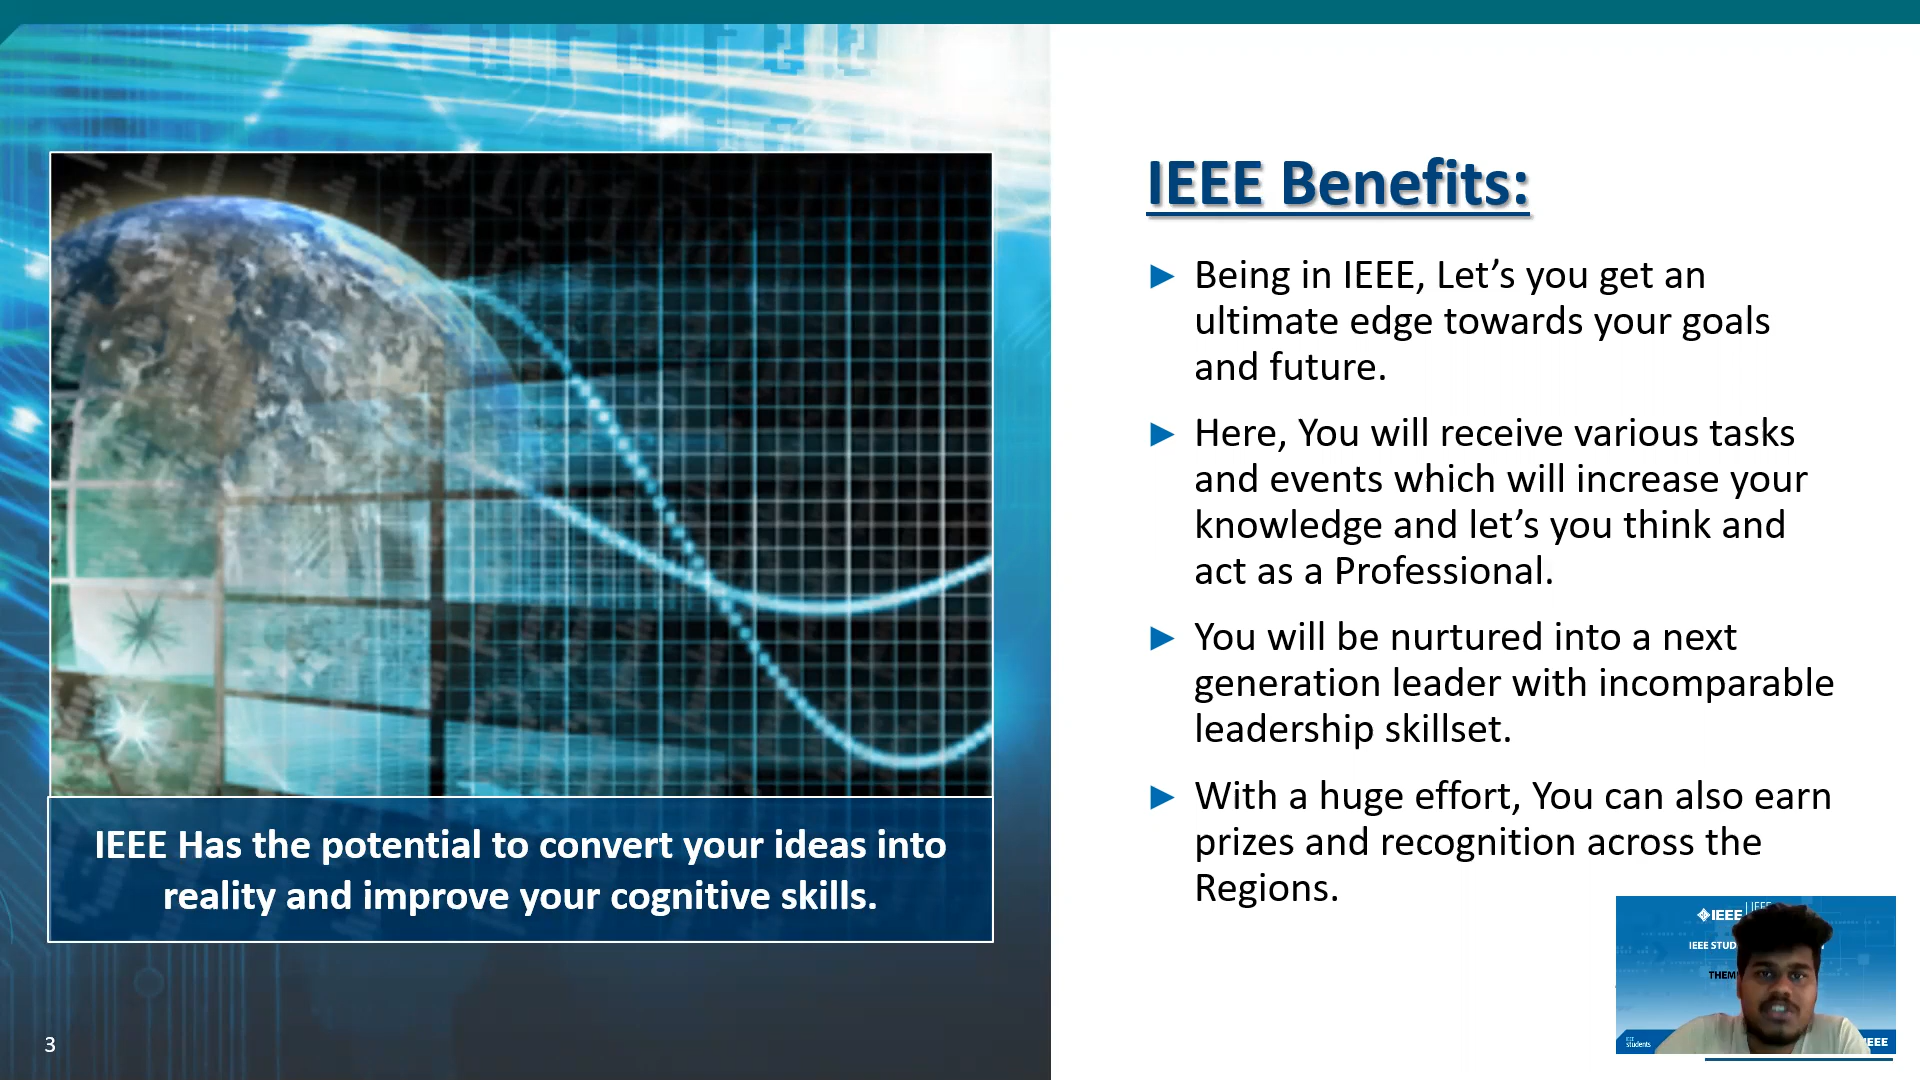 IEEE Benefits:
► Being in IEEE, Let’s you get an
ultimate edge towards your goals
and future.
► Here, You will receive various tasks
and events which will increase your
knowledge and let’s you think and
act as a Professional.
► You will be nurtured into a next
generation leader with incomparable
leadership skillset.
► With a huge effort, You can also earn
prizes and recognition across the
Regions.
IEEE Has the potential to convert your ideas into
reality and improve your cognitive skills.
3
IEEE
IEEE
students
IEEE